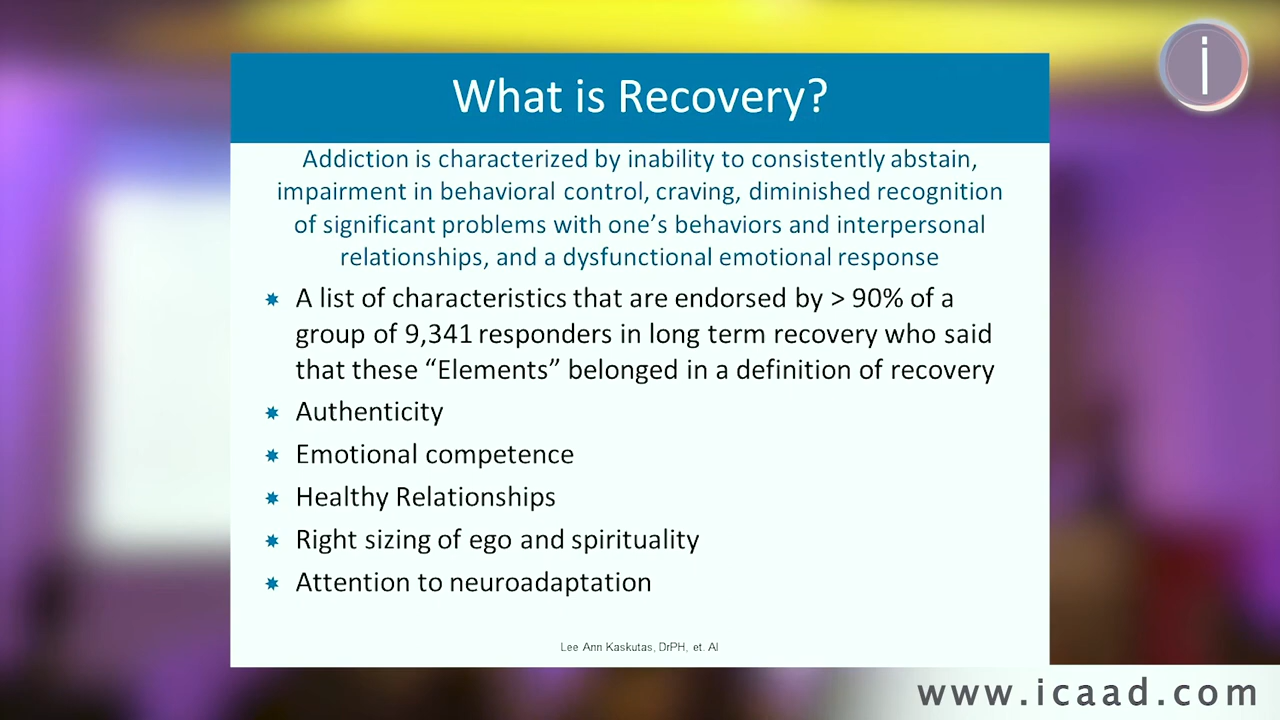 i
What is Recovery?
Addiction is characterized by inability to consistently abstain,
impairment in behavioral control, craving, diminished recognition
of significant problems with one's behaviors and interpersonal
relationships, and a dysfunctional emotional response
A list of characteristics that are endorsed by > 90% of a
group of 9,341 responders in long term recovery who said
that these “Elements” belonged in a definition of recovery
Authenticity
Emotional competence
Healthy Relationships
Right sizing of ego and spirituality
Attention to neuroadaptation
Lee Ann Kaskutas, DrPH, et. Al
www.icaad.com